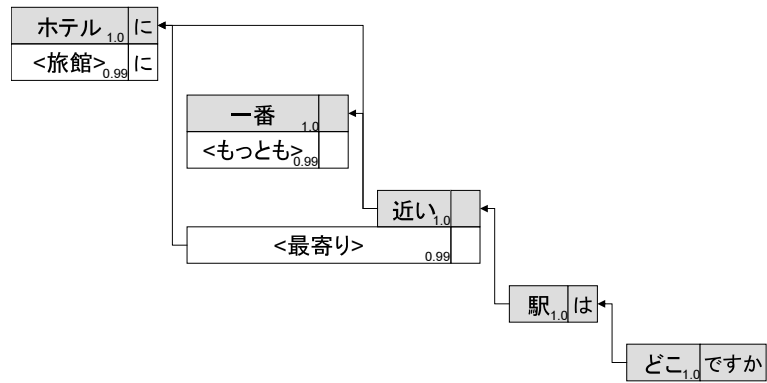 ホテル 1.0 に
<旅館> 0.99 に
一番 1.0
<もっとも> 0.99
近い 1.0
<最寄り> 0.99
駅 1.0 は
どこ 1.0 ですか